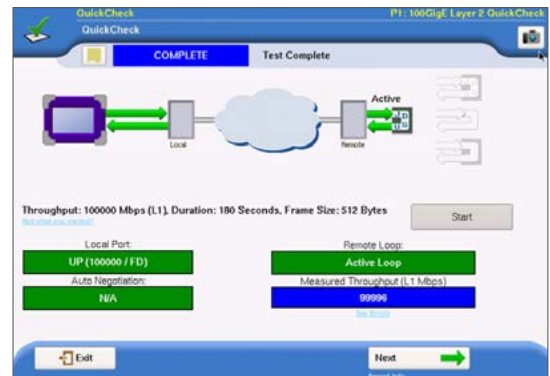 QuickCheck
P1: 100GigE Layer 2 QuickCheck
QuickCheck
COMPLETE
Test Complete
Active
Local
Remote
Throughput: 100000 Mbps (L1), Duration: 180 Seconds, Frame Size: 512 Bytes
Start
Local Port:
Remote Loop:
UP (100000 / FD)
Active Loop
Auto Negotiation:
Measured Throughput (L1 Mbps)
N/A
99996
See Errors
Exit
Next